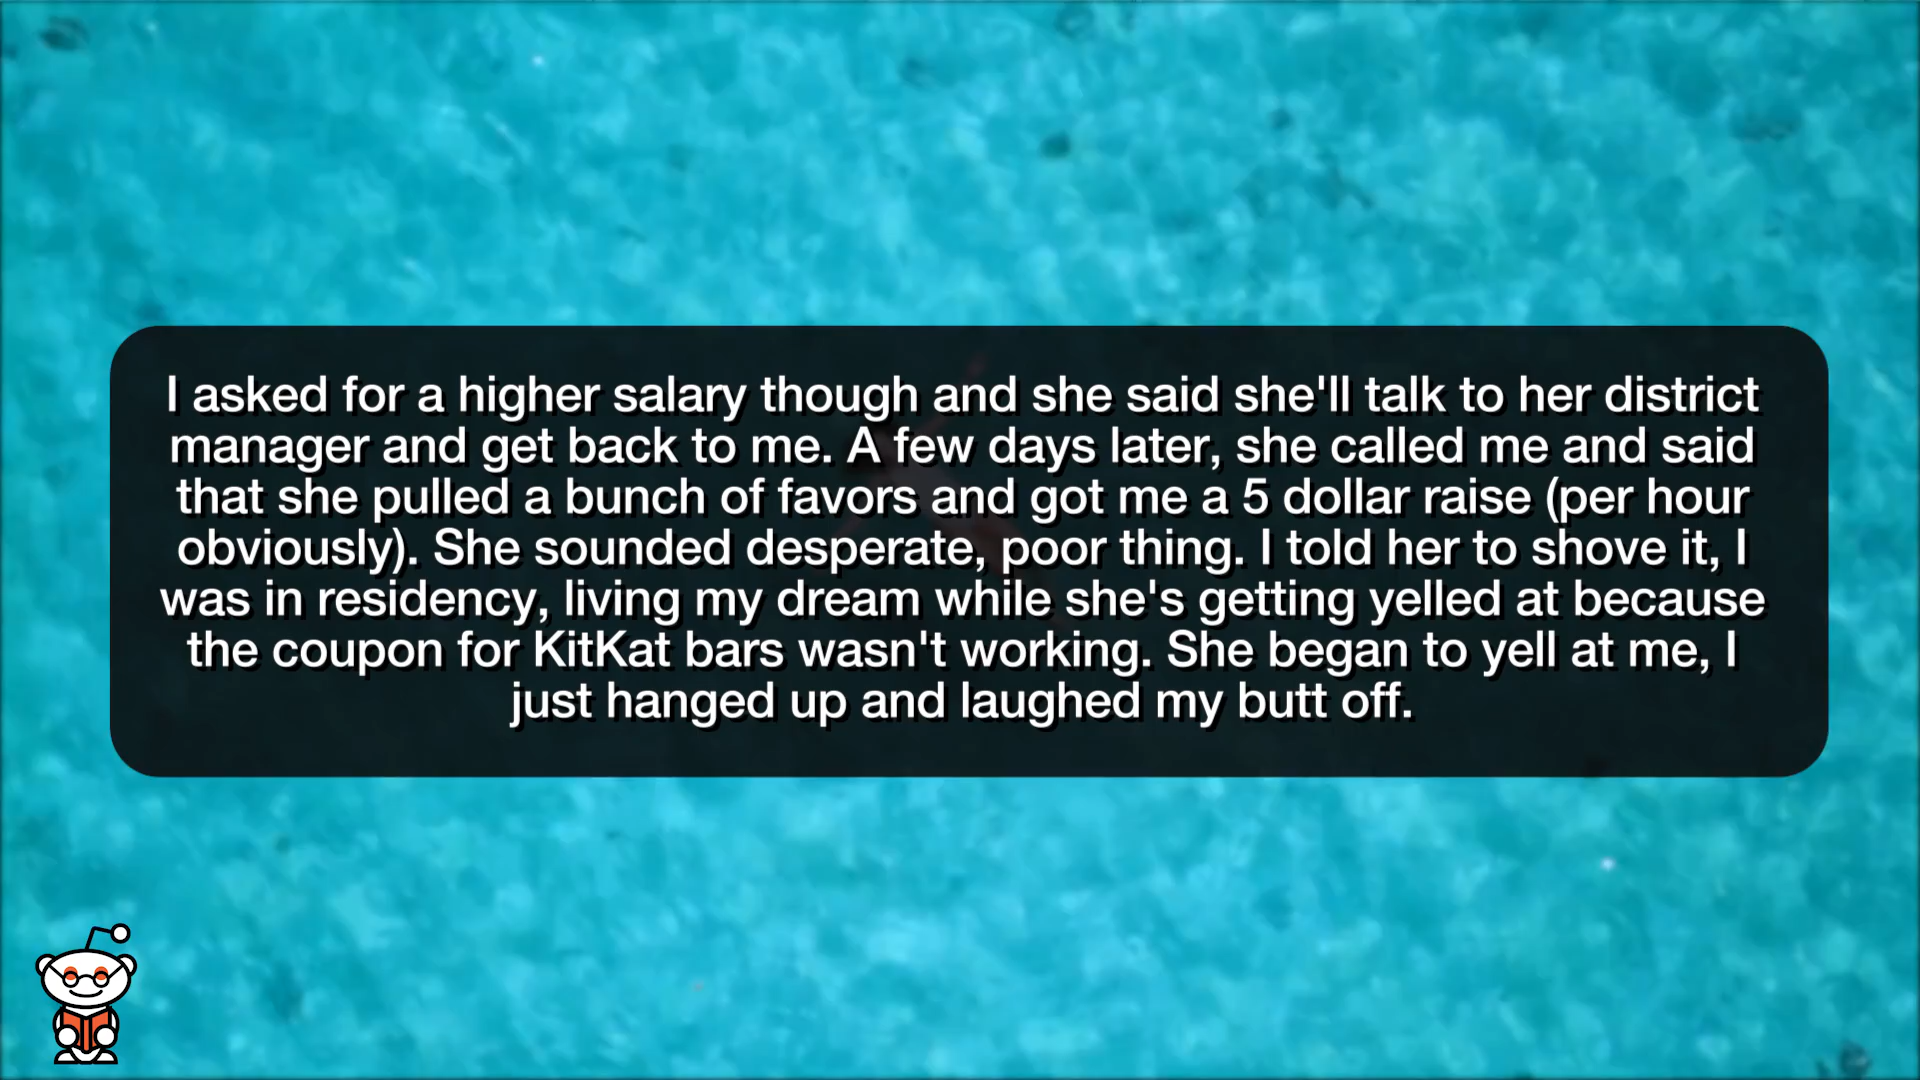 I asked for a higher salary though and she said she'll talk to her district
manager and get back to me. A few days later, she called me and said
that she pulled a bunch of favors and got me a 5 dollar raise (per hour
obviously). She sounded desperate, poor thing. I told her to shove it, I
was in residency, living my dream while she's getting yelled at because
the coupon for KitKat bars wasn't working. She began to yell at me, I
just hanged up and laughed my butt off.